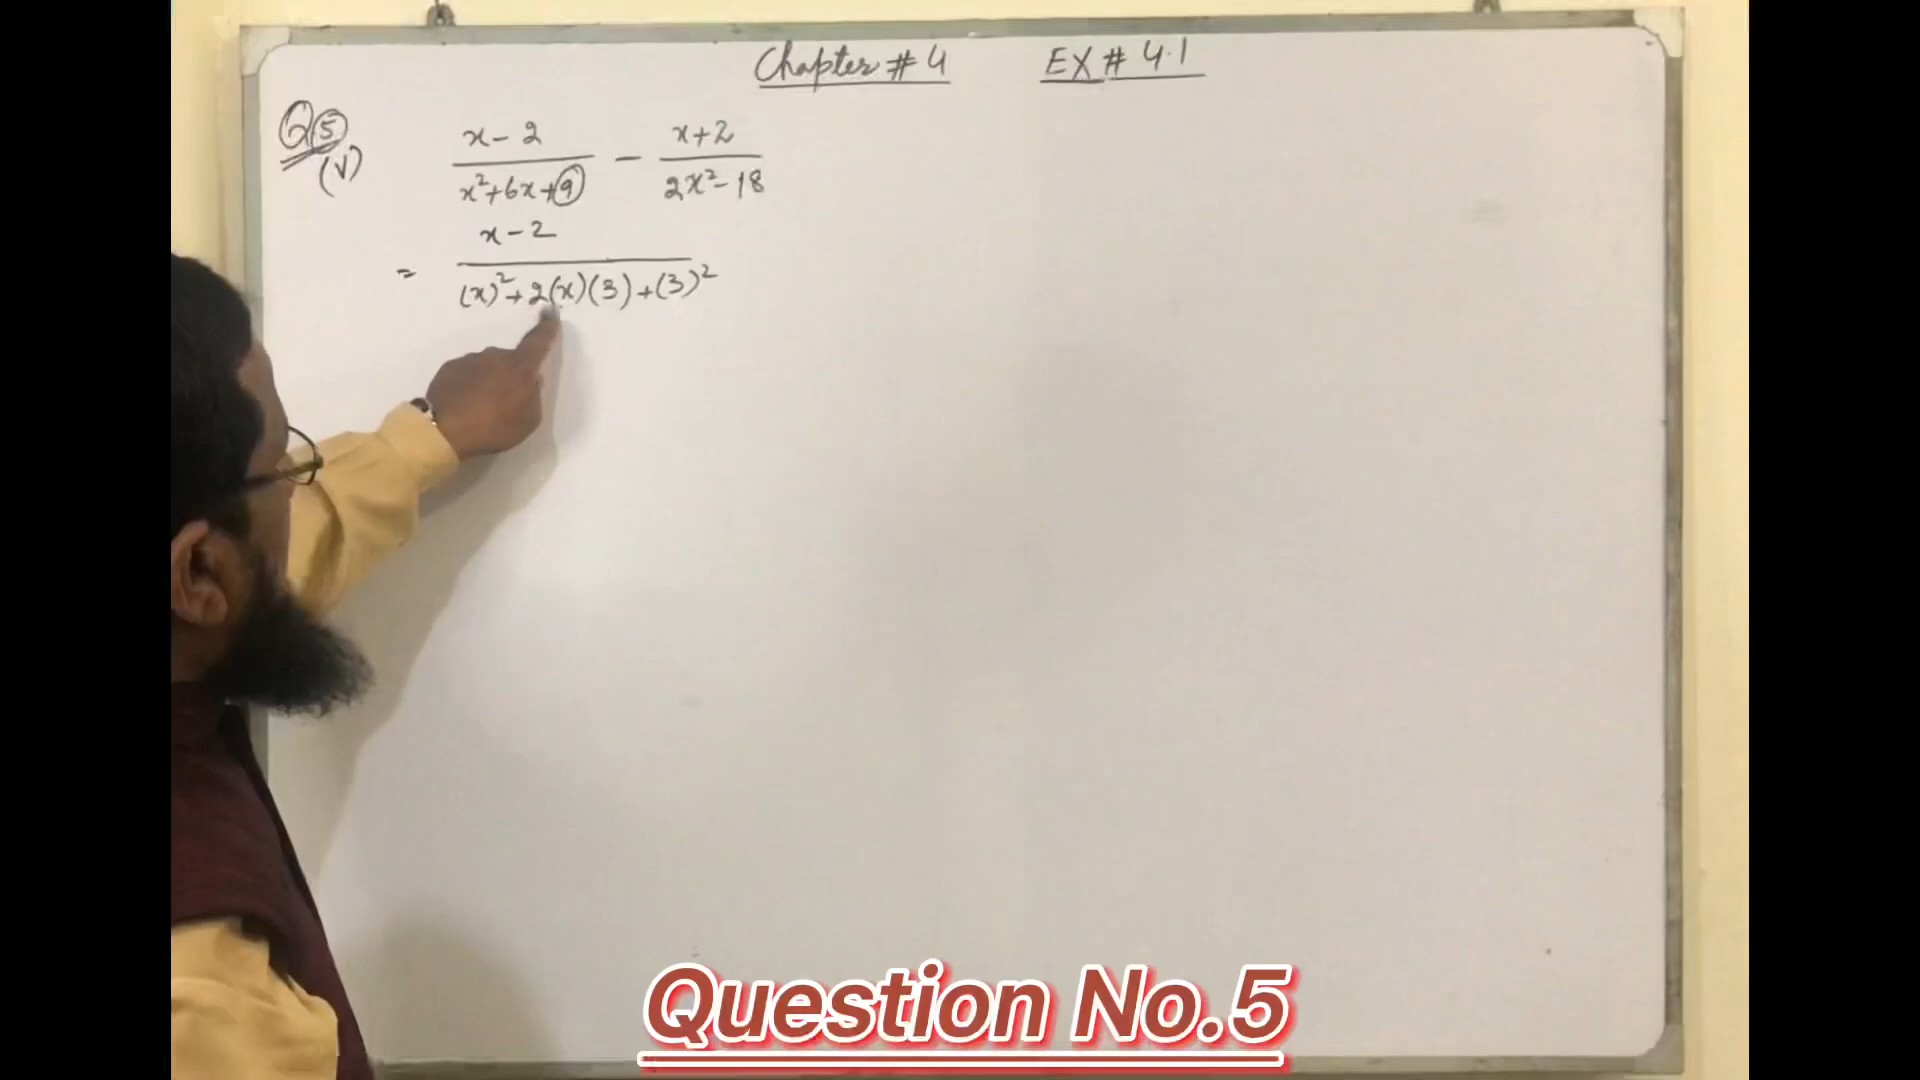 Chapter # 4 EX # 4.1
Q5 (V) x-2/x²+6x+9 - x+2/2x²-18
= x-2/(x)²+2(x)(3)+(3)²
Question No.5